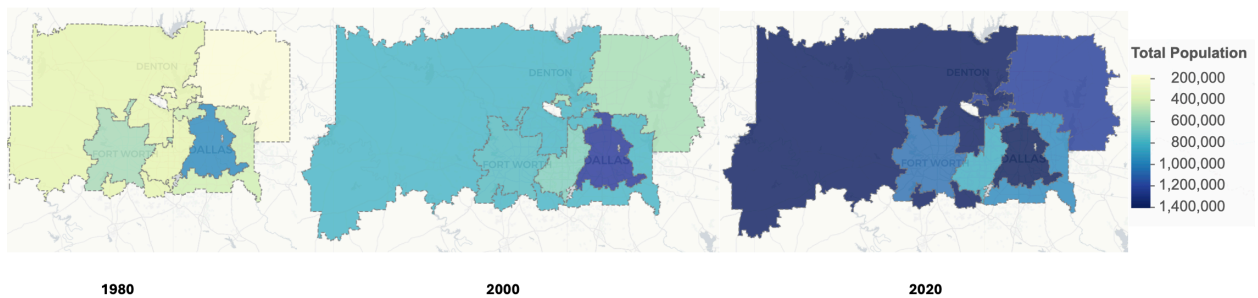 DENTON
FORT WORTH
DALLAS
DENTON
FORT WORTH
DALLAS
DENTON
FORT WORTH
DALLAS
Total Population
200,000
400,000
600,000
800,000
1,000,000
1,200,000
1,400,000
1980
2000
2020